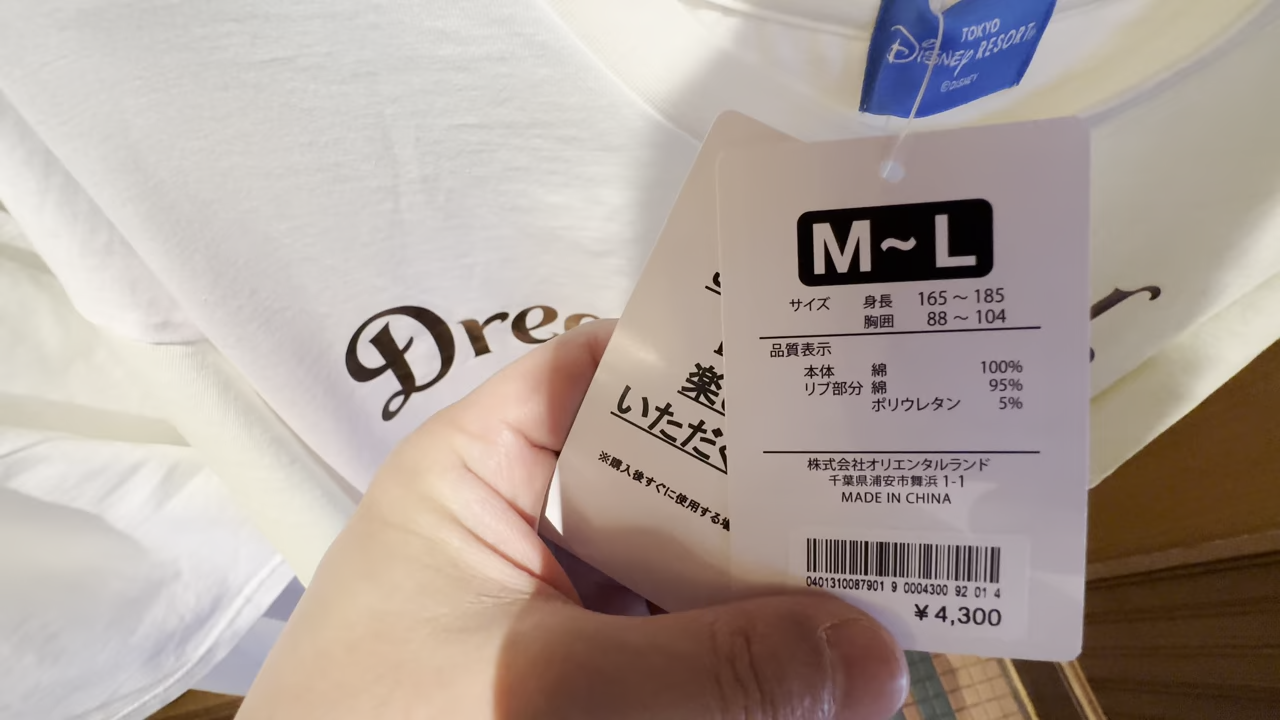 TOKYO
Disney RESORT®
©DISNEY
Dre
楽
いただ
※購入後すぐに使用する場
M~L
サイズ 身長 165 ~ 185
胸囲 88 ~ 104
品質表示
本体 綿 100%
リブ部分 綿 95%
ポリウレタン 5%
株式会社オリエンタルランド
千葉県浦安市舞浜 1-1
MADE IN CHINA
0401310087901 9 0004300 92 01 4
¥4,300